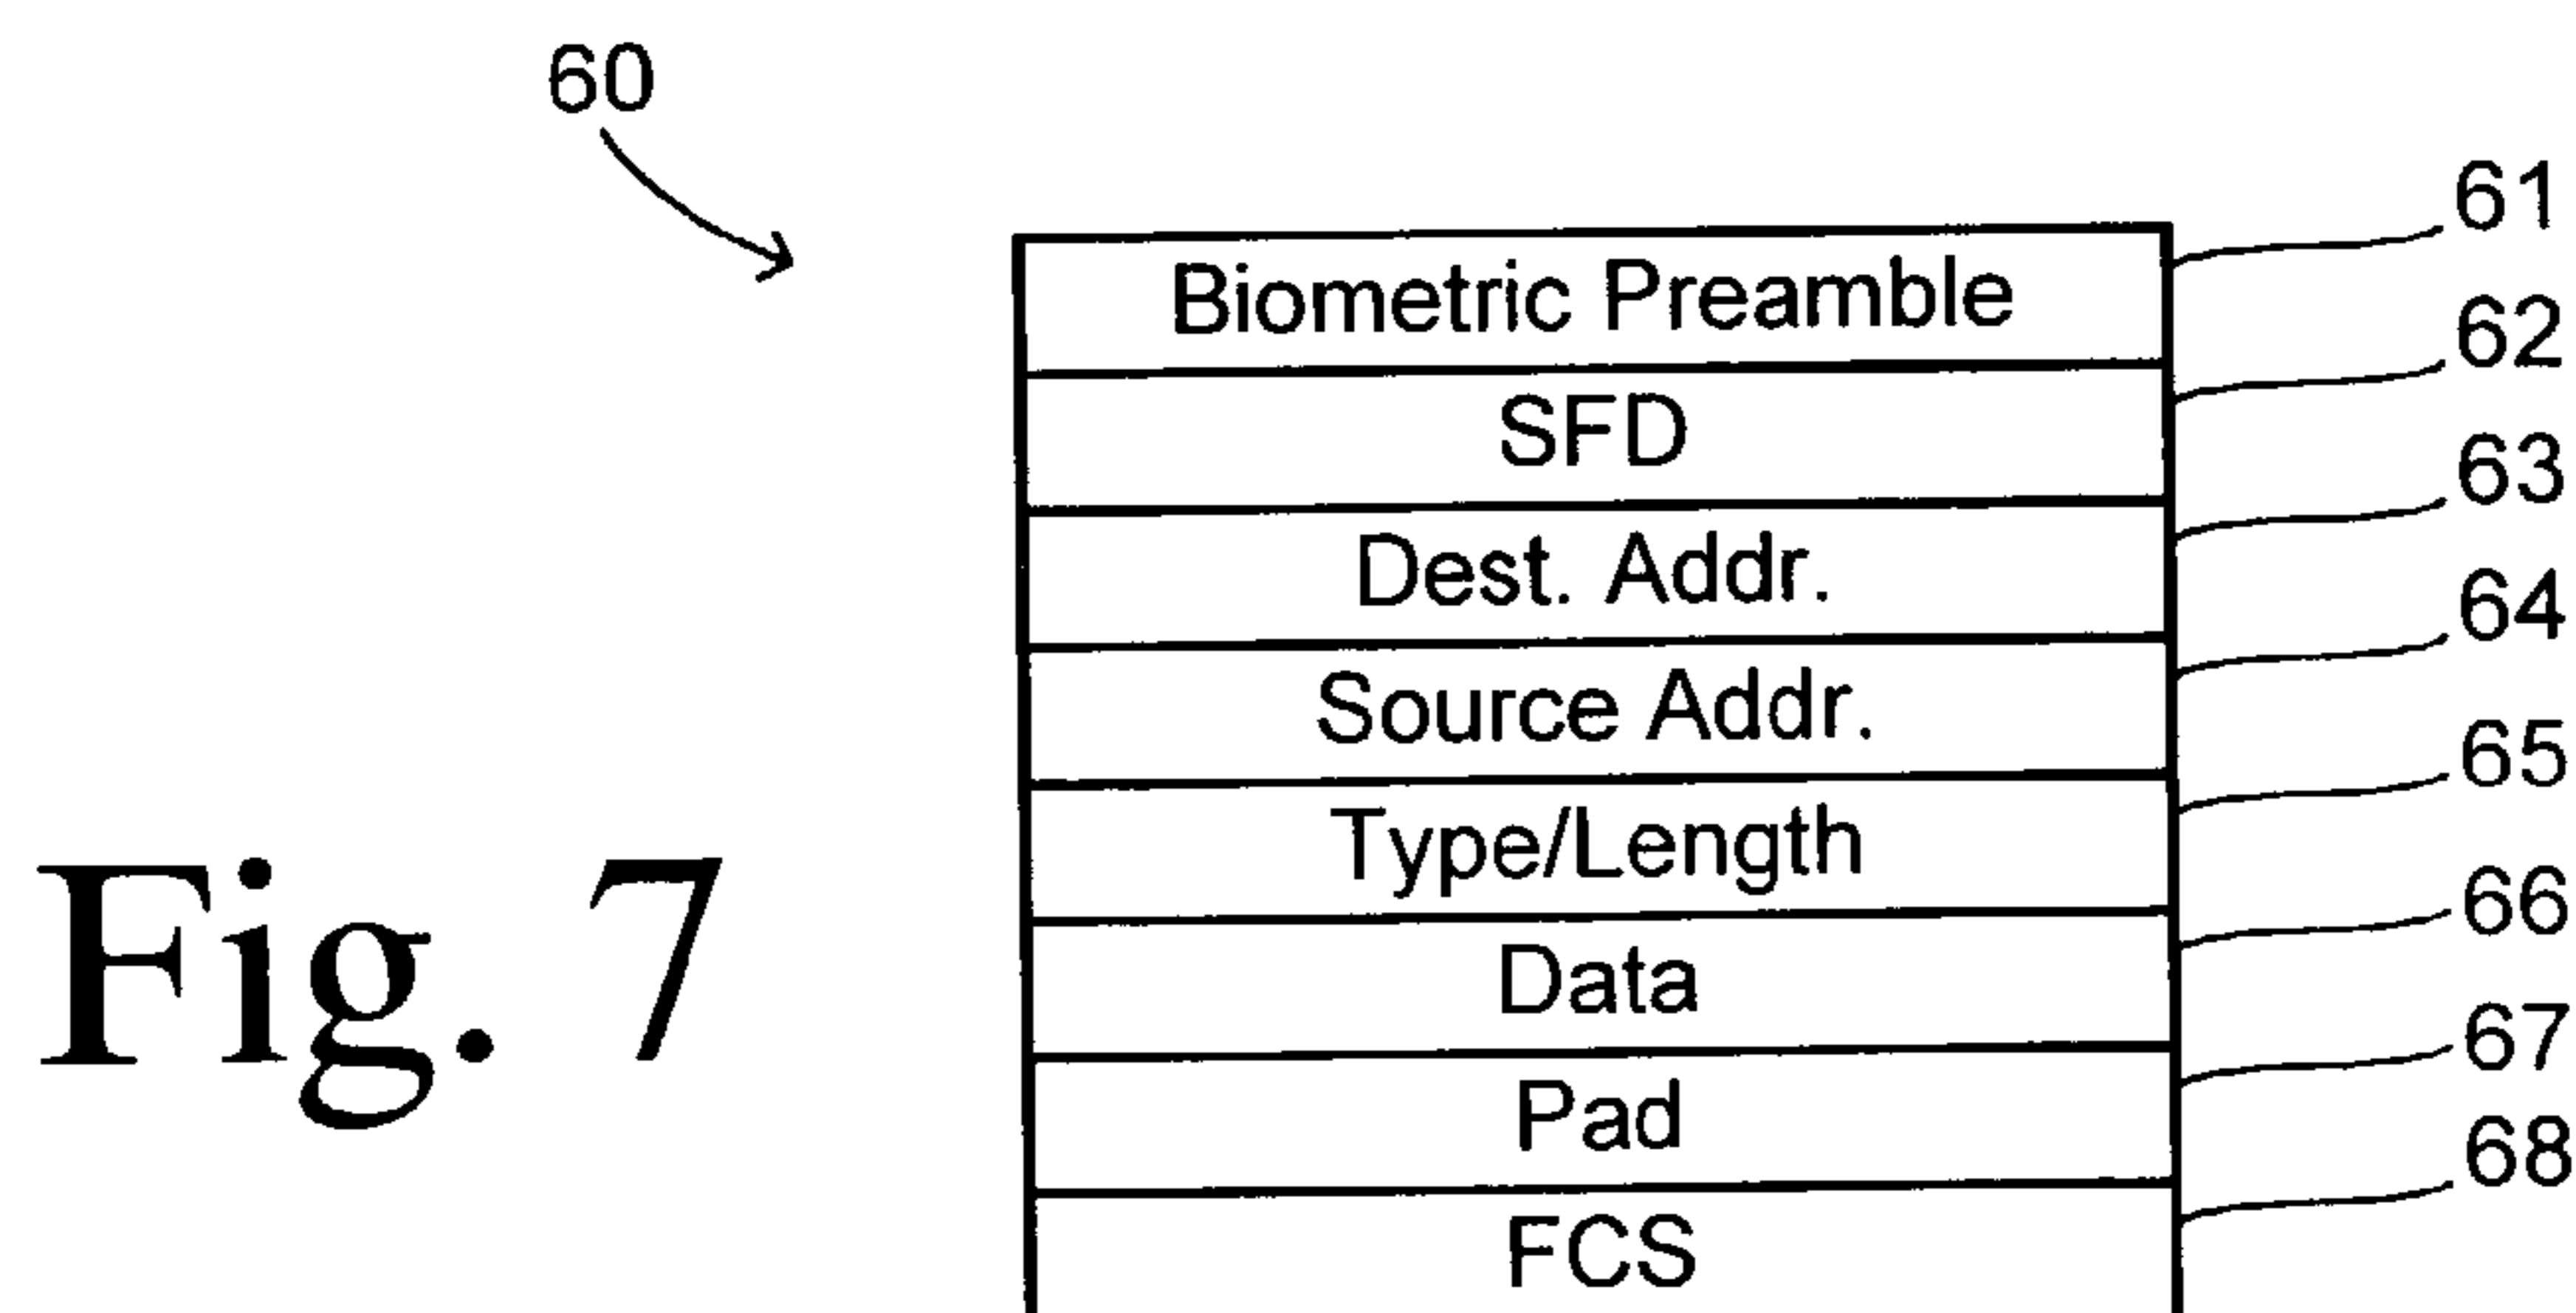 60
Biometric Preamble 61
SFD 62
Dest. Addr. 63
Source Addr. 64
Type/Length 65
Data 66
Pad 67
FCS 68
Fig. 7